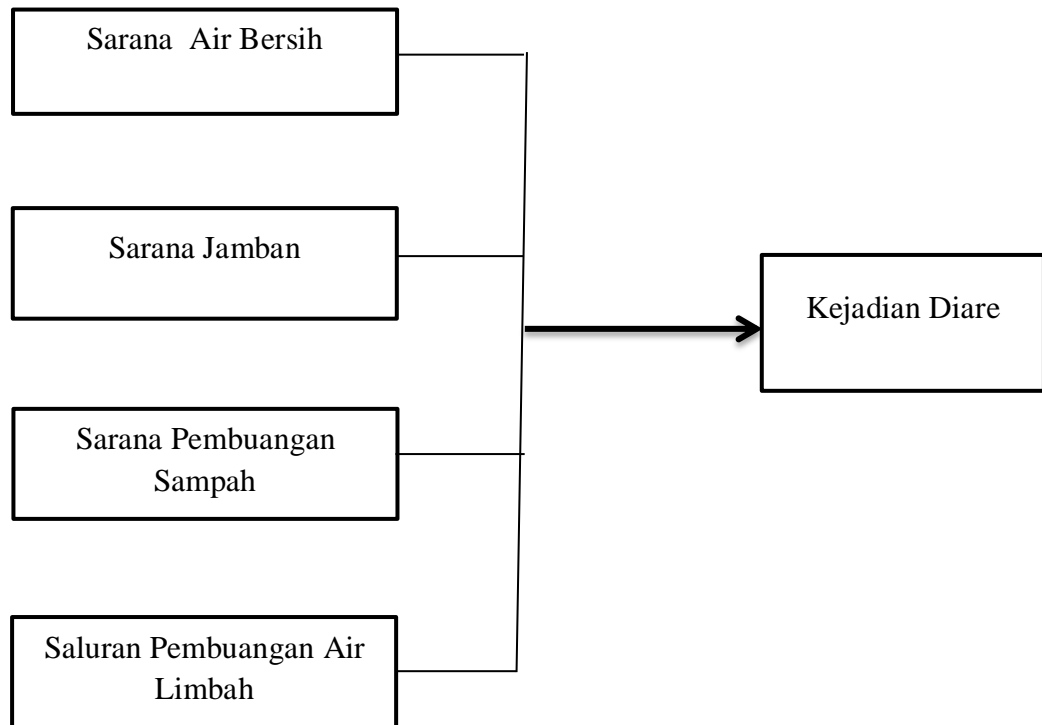 Sarana  Air Bersih
Sarana Jamban
Kejadian Diare
Sarana Pembuangan
Sampah
Saluran Pembuangan Air
Limbah